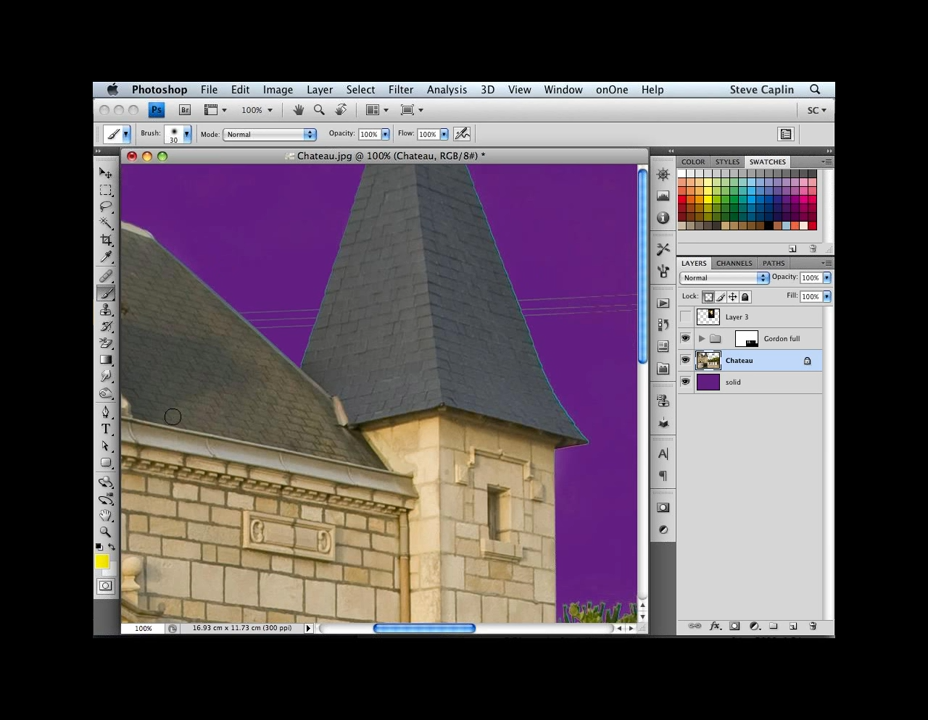 Photoshop File Edit Image Layer Select Filter Analysis 3D View Window onOne Help Steve Caplin
Ps Br 100% SC
Brush: 30 Mode: Normal Opacity: 100% Flow: 100%
Chateau.jpg @ 100% (Chateau, RGB/8#) *
COLOR STYLES SWATCHES
LAYERS CHANNELS PATHS
Normal Opacity: 100%
Lock: Fill: 100%
Layer 3
Gordon full
Chateau
solid
T
A
fx
100% 16.93 cm x 11.73 cm (300 ppi)